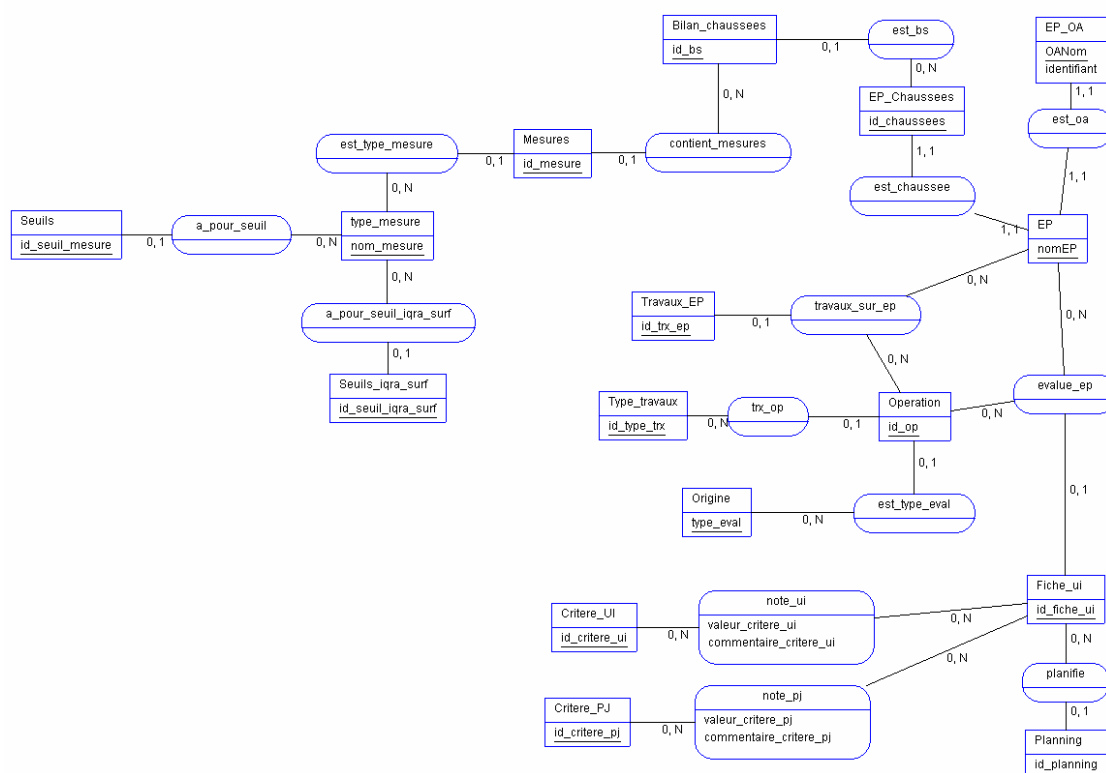 Bilan_chaussees
id_bs
est_bs
EP_OA
OANom
identifiant
0, 1
0, N
1, 1
0, N
EP_Chaussees
id_chaussees
est_oa
est_type_mesure
Mesures
id_mesure
contient_mesures
0, 1
0, 1
1, 1
1, 1
0, N
est_chaussee
Seuils
id_seuil_mesure
a_pour_seuil
type_mesure
nom_mesure
EP
nomEP
0, 1
0, N
1, 1
0, N
0, N
a_pour_seuil_iqra_surf
Travaux_EP
id_trx_ep
travaux_sur_ep
0, N
0, 1
0, 1
0, N
Seuils_iqra_surf
id_seuil_iqra_surf
Type_travaux
id_type_trx
trx_op
Operation
id_op
evalue_ep
0, N
0, 1
0, N
0, 1
0, 1
Origine
type_eval
est_type_eval
0, N
Fiche_ui
id_fiche_ui
Critere_UI
id_critere_ui
note_ui
valeur_critere_ui
commentaire_critere_ui
0, N
0, N
0, N
0, N
planifie
Critere_PJ
id_critere_pj
note_pj
valeur_critere_pj
commentaire_critere_pj
0, N
0, 1
Planning
id_planning